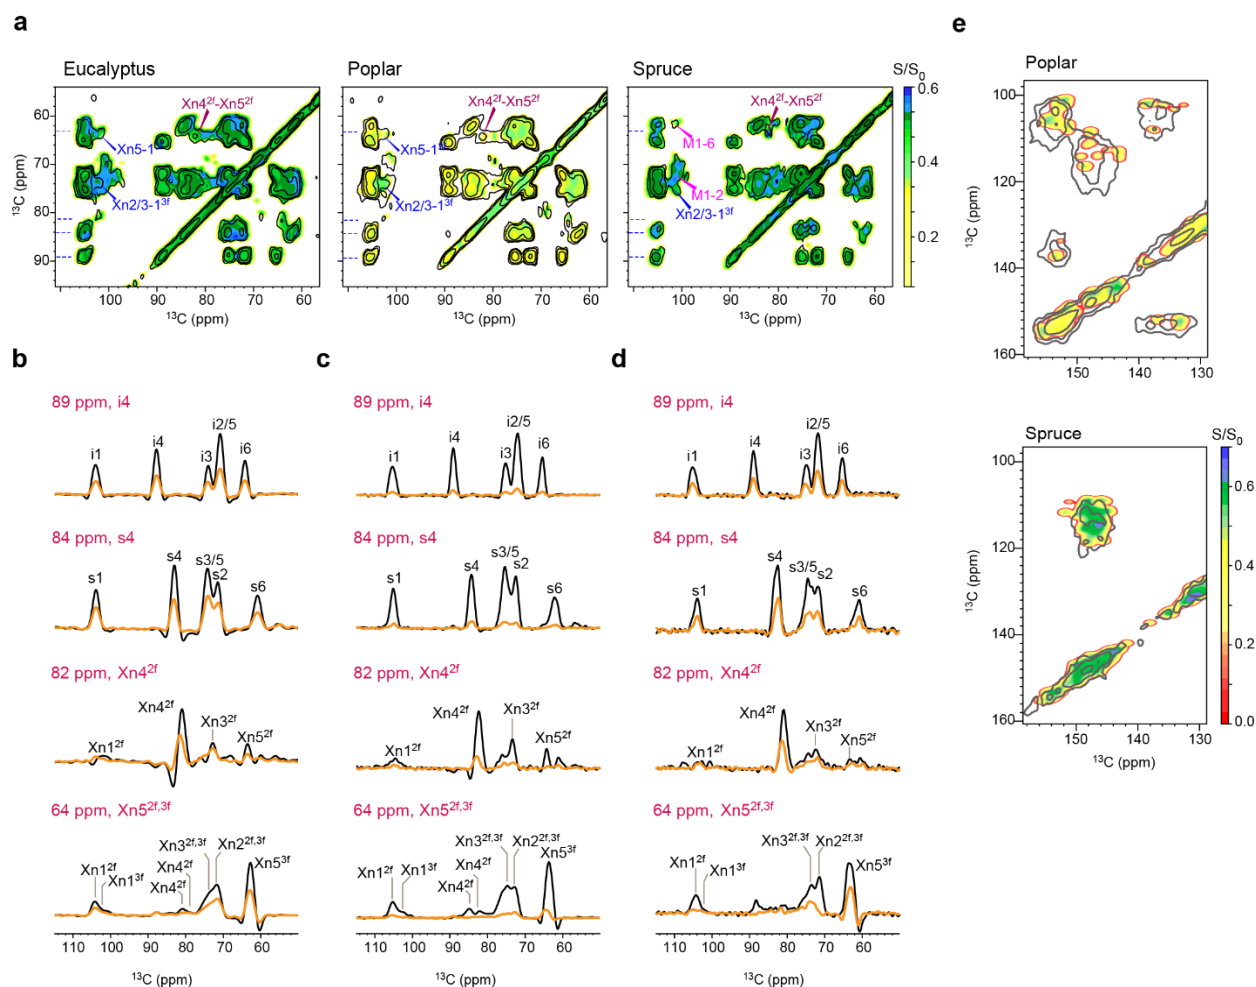 a
Eucalyptus
Poplar
Spruce
S/S0
Xn4²ᶠ-Xn5²ᶠ
Xn5-1
Xn2/3-1³ᶠ
Xn4²ᶠ-Xn5²ᶠ
Xn5-1
Xn2/3-1³ᶠ
Xn4²ᶠ-Xn5²ᶠ
M1-6
M1-2
Xn2/3-1³ᶠ
60
70
80
90
¹³C (ppm)
100 90 80 70 60
¹³C (ppm)
100 90 80 70 60
¹³C (ppm)
100 90 80 70 60
¹³C (ppm)
0.6
0.4
0.2
b
89 ppm, i4
i1 i4 i3 i2/5 i6
84 ppm, s4
s1 s4 s3/5 s2 s6
82 ppm, Xn4²ᶠ
Xn1²ᶠ Xn4²ᶠ Xn3²ᶠ Xn5²ᶠ
64 ppm, Xn5²ᶠ,³ᶠ
Xn1²ᶠ Xn1³ᶠ Xn4²ᶠ Xn4²ᶠ Xn3²ᶠ,³ᶠ Xn2²ᶠ,³ᶠ Xn5³ᶠ
110 100 90 80 70 60
¹³C (ppm)
c
89 ppm, i4
i1 i4 i3 i2/5 i6
84 ppm, s4
s1 s4 s3/5 s2 s6
82 ppm, Xn4²ᶠ
Xn1²ᶠ Xn4²ᶠ Xn3²ᶠ Xn5²ᶠ
64 ppm, Xn5²ᶠ,³ᶠ
Xn1²ᶠ Xn1³ᶠ Xn4²ᶠ Xn4²ᶠ Xn3²ᶠ,³ᶠ Xn2²ᶠ,³ᶠ Xn5³ᶠ
110 100 90 80 70 60
¹³C (ppm)
d
89 ppm, i4
i1 i4 i3 i2/5 i6
84 ppm, s4
s1 s4 s3/5 s2 s6
82 ppm, Xn4²ᶠ
Xn1²ᶠ Xn4²ᶠ Xn3²ᶠ Xn5²ᶠ
64 ppm, Xn5²ᶠ,³ᶠ
Xn1²ᶠ Xn1³ᶠ Xn3²ᶠ,³ᶠ Xn2²ᶠ,³ᶠ Xn5³ᶠ
110 100 90 80 70 60
¹³C (ppm)
e
Poplar
100
120
140
160
¹³C (ppm)
150 140 130
¹³C (ppm)
Spruce
S/S0
100
120
140
160
¹³C (ppm)
150 140 130
¹³C (ppm)
0.6
0.4
0.2
0.0